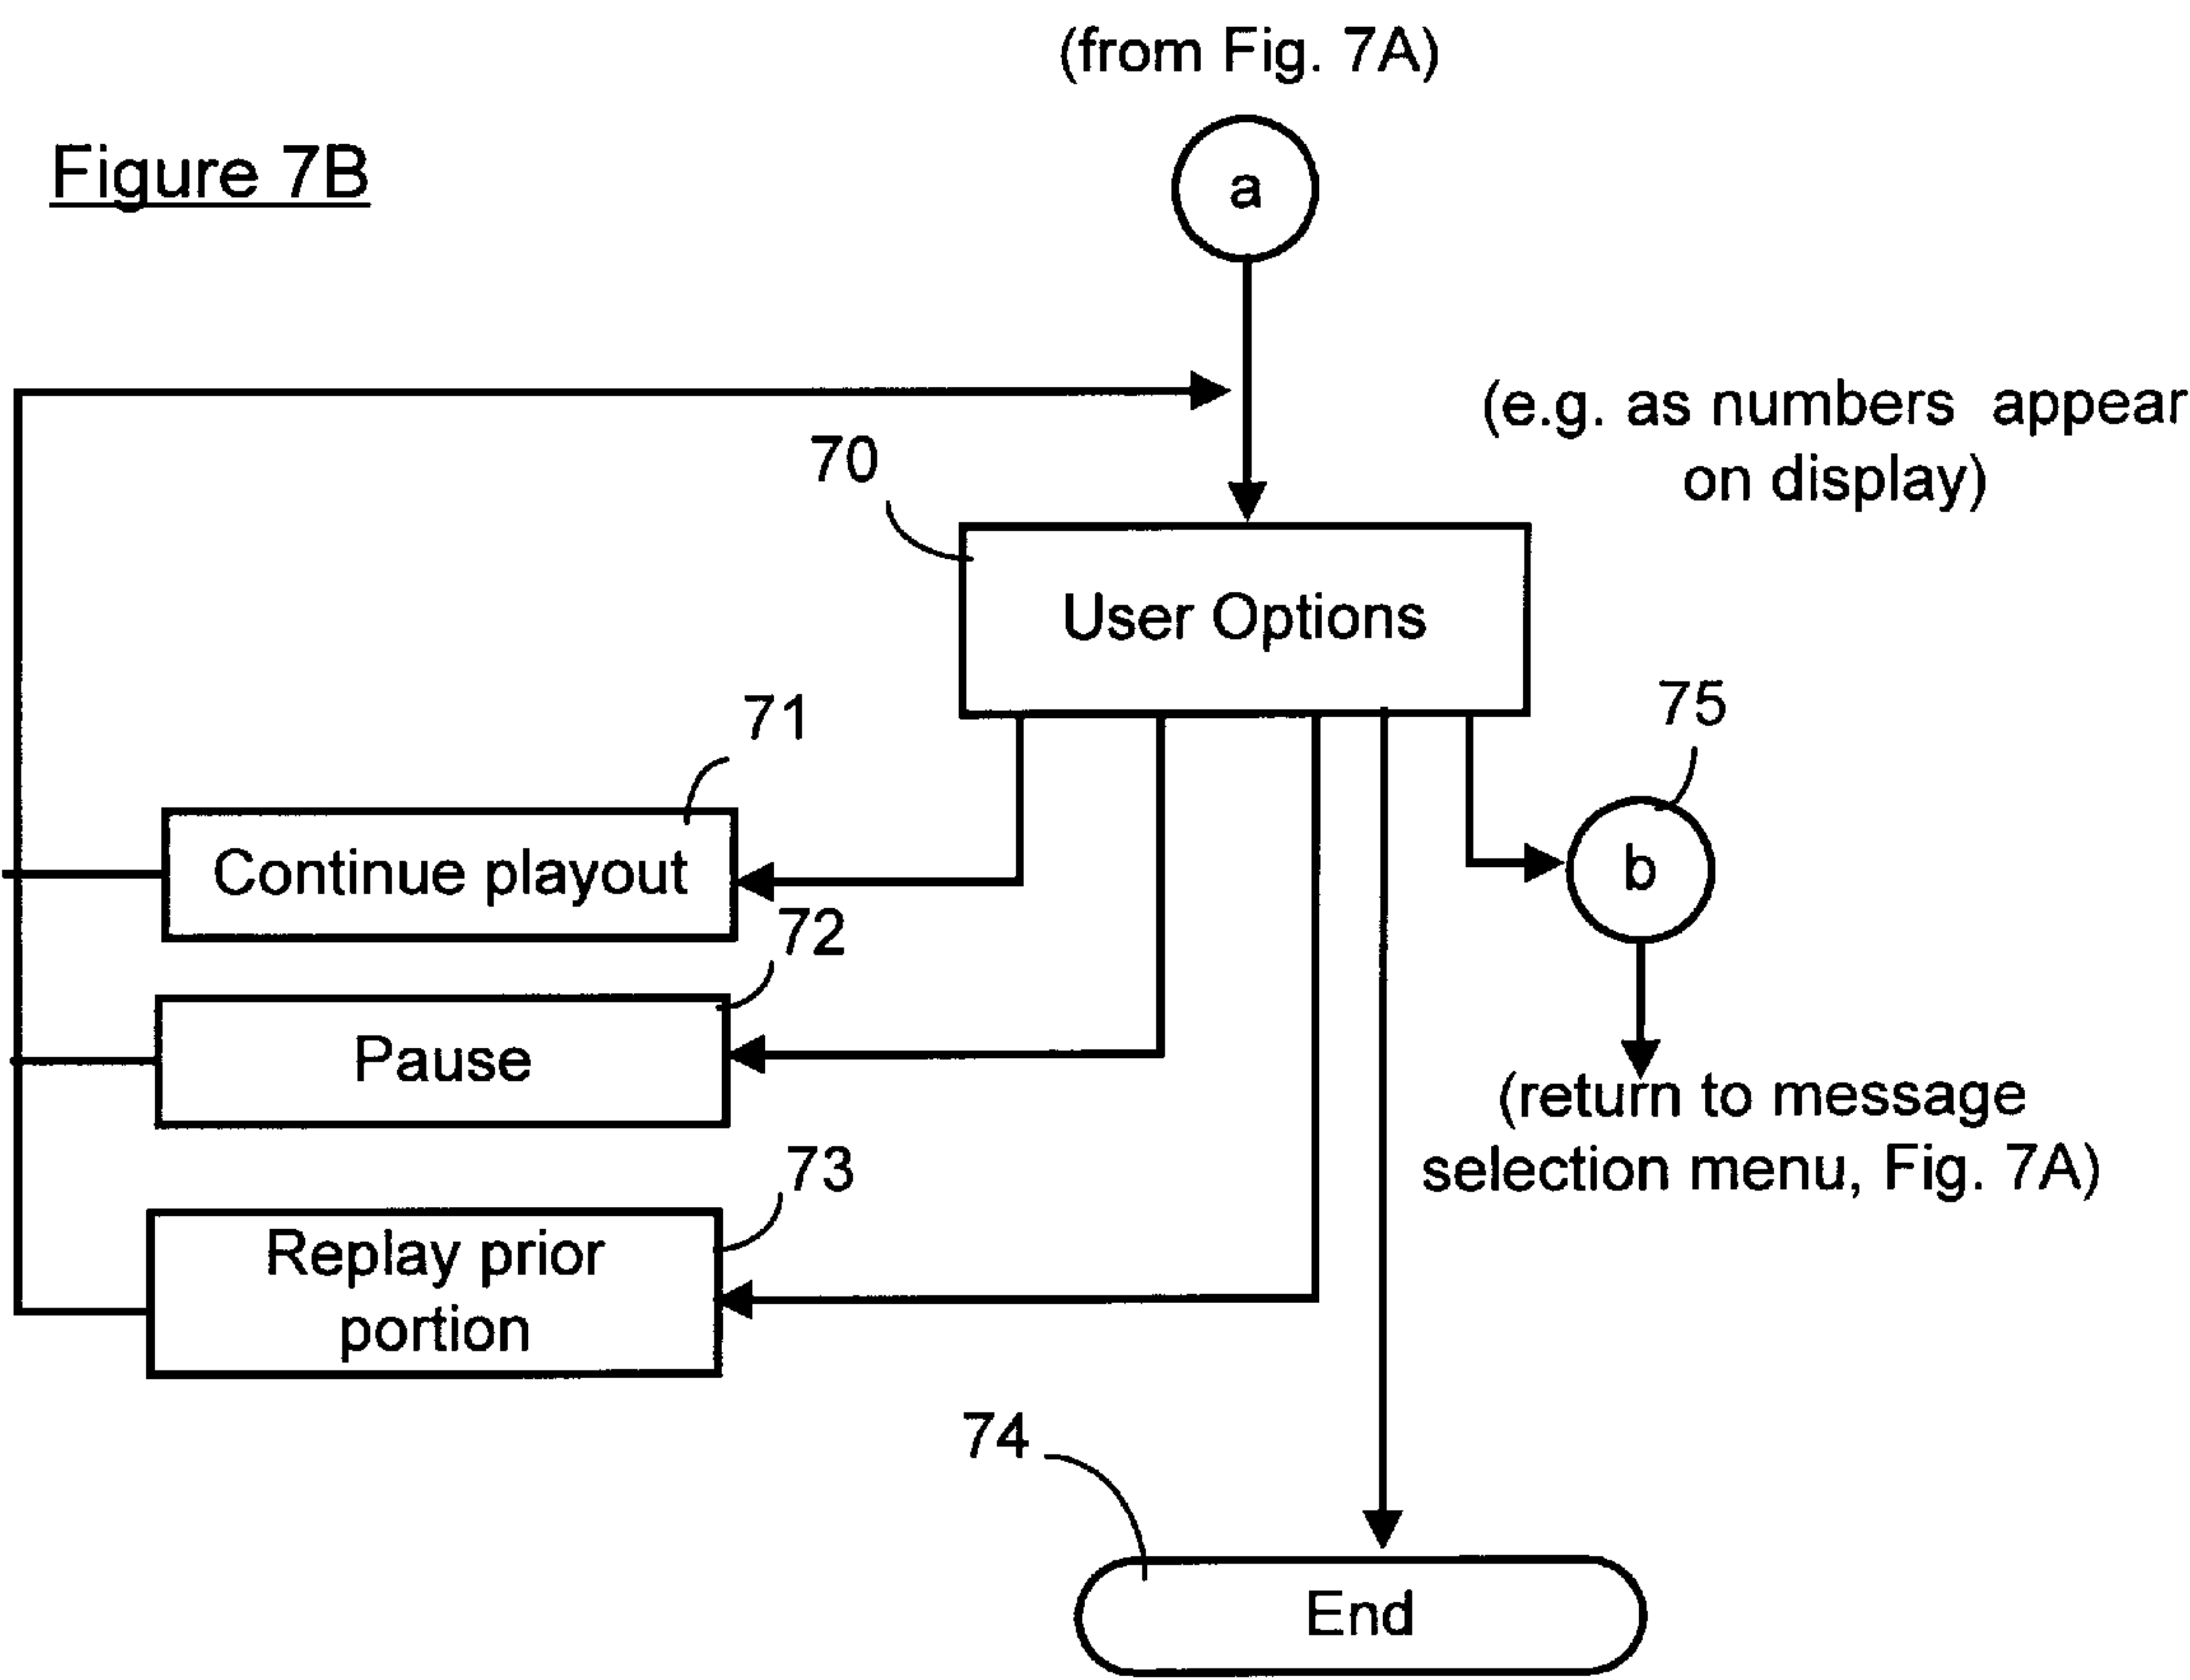 (from Fig. 7A)
Figure 7B
a
(e.g. as numbers appear
on display)
70
User Options
71
75
Continue playout
b
72
Pause
(return to message
selection menu, Fig. 7A)
73
Replay prior
portion
74
End